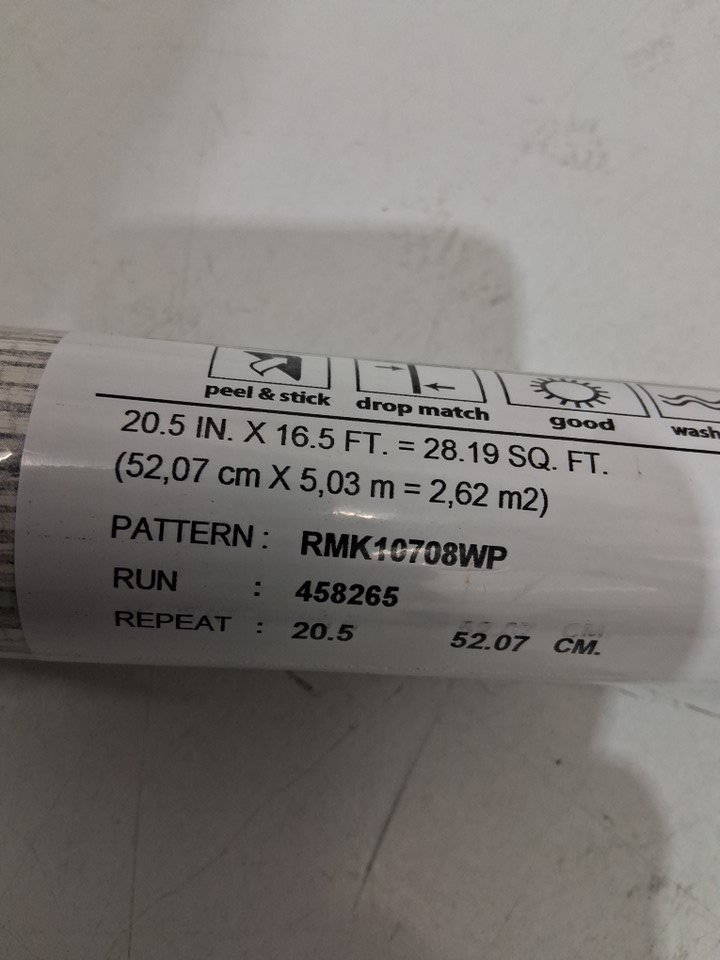 peel & stick drop match good wash
20.5 IN. X 16.5 FT. = 28.19 SQ. FT.
(52,07 cm X 5,03 m = 2,62 m2)
PATTERN : RMK10708WP
RUN : 458265
REPEAT : 20.5 52.07 CM.